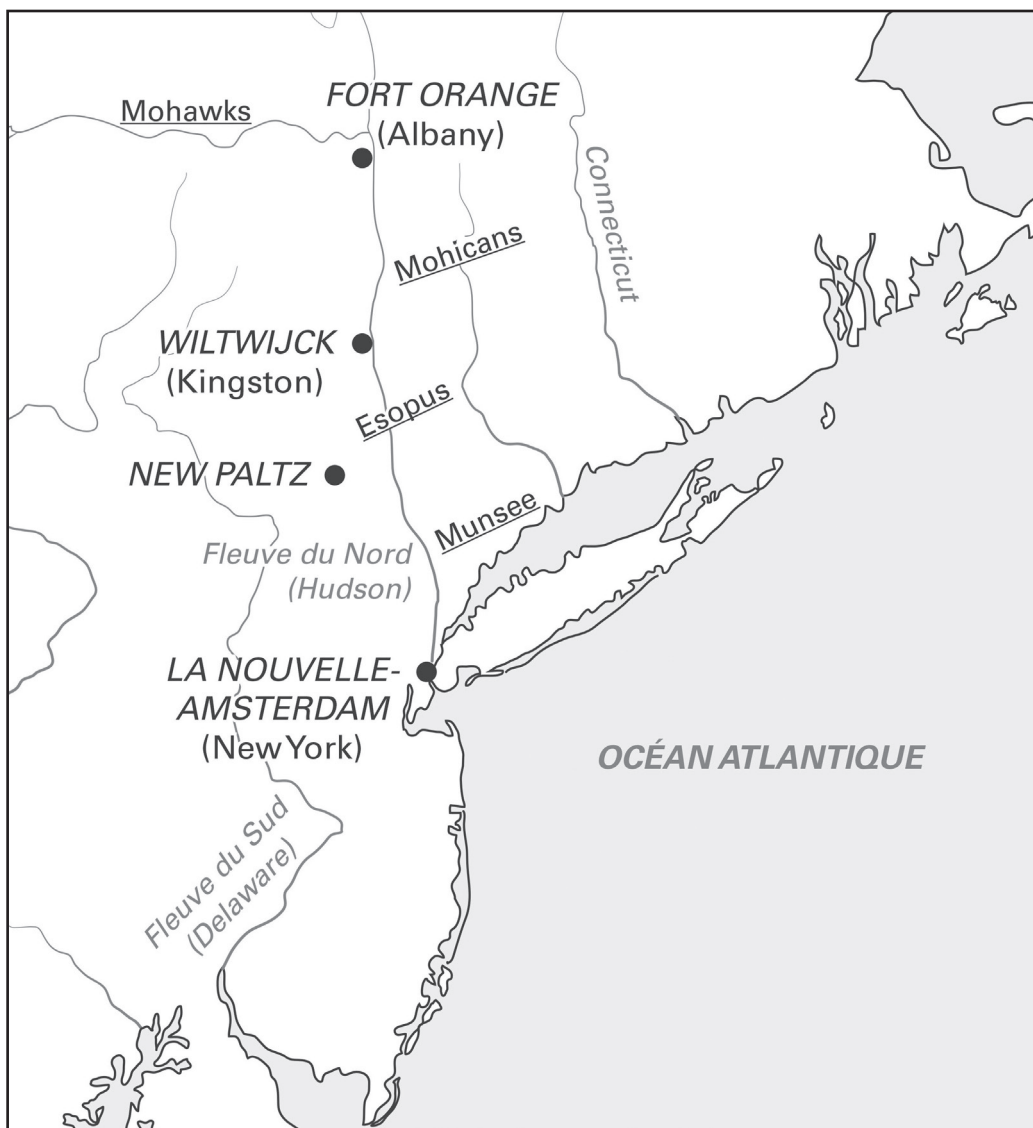 FORT ORANGE
(Albany)
Mohawks
Connecticut
Mohicans
WILTWIJCK
(Kingston)
Esopus
NEW PALTZ
Munsee
Fleuve du Nord
(Hudson)
LA NOUVELLE-
AMSTERDAM
(New York)
OCÉAN ATLANTIQUE
Fleuve du Sud
(Delaware)